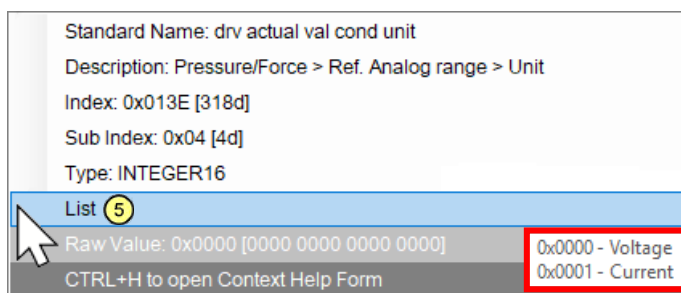 Standard Name: drv actual val cond unit
Description: Pressure/Force > Ref. Analog range > Unit
Index: 0x013E [318d]
Sub Index: 0x04 [4d]
Type: INTEGER16
List 5
Raw Value: 0x0000 [0000 0000 0000 0000]
0x0000 - Voltage
0x0001 - Current
CTRL+H to open Context Help Form